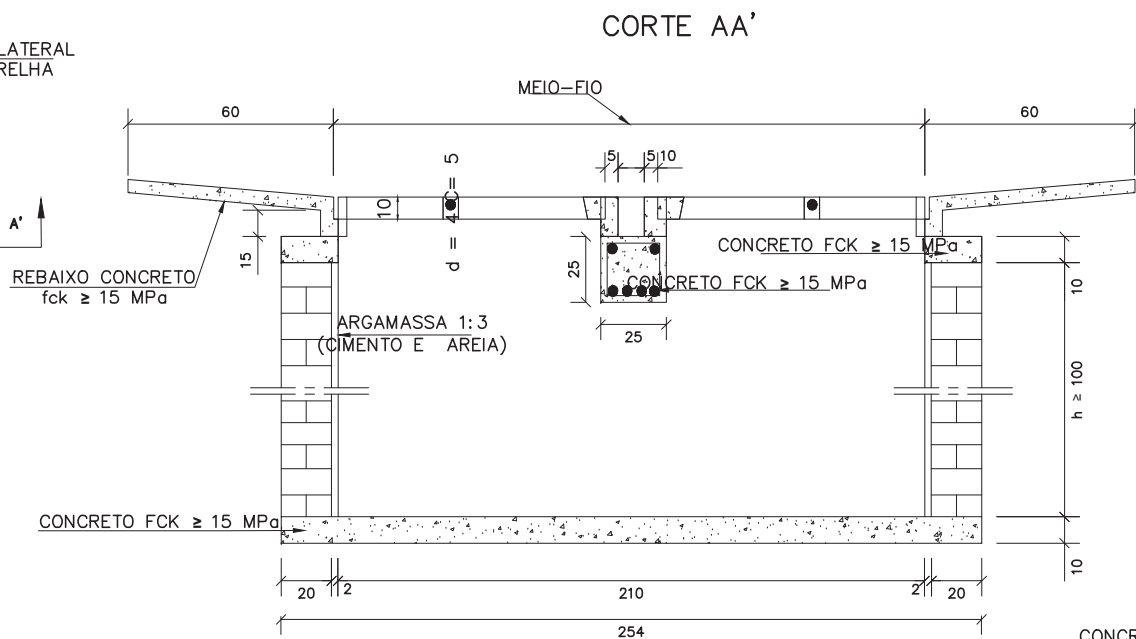 CORTE AA'
LATERAL
RELHA
MEIO-FIO
60
60
5
5
10
d = 4 C= 5
10
A'
15
25
CONCRETO FCK ≥ 15 MPa
REBAIXO CONCRETO
fck ≥ 15 MPa
CONCRETO FCK ≥ 15 MPa
10
ARGAMASSA 1:3
(CIMENTO E AREIA)
25
h ≥ 100
CONCRETO FCK ≥ 15 MPa
10
20
2
210
2
20
254
CONCR